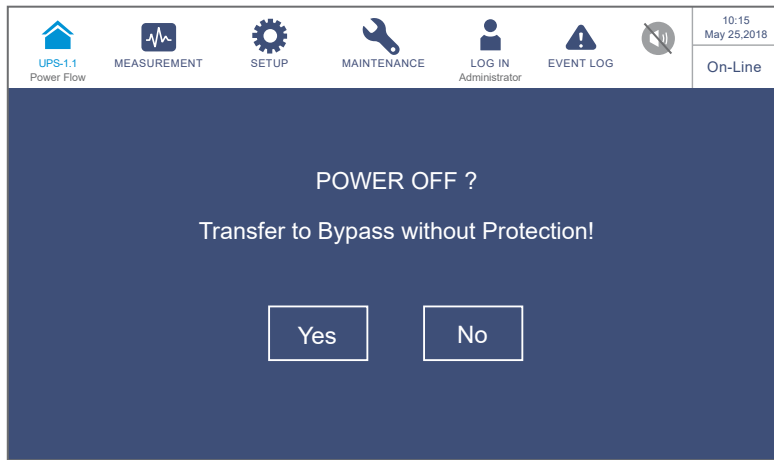 UPS-1.1
Power Flow
MEASUREMENT
SETUP
MAINTENANCE
LOG IN
Administrator
EVENT LOG
10:15
May 25,2018
On-Line
POWER OFF ?
Transfer to Bypass without Protection!
Yes
No